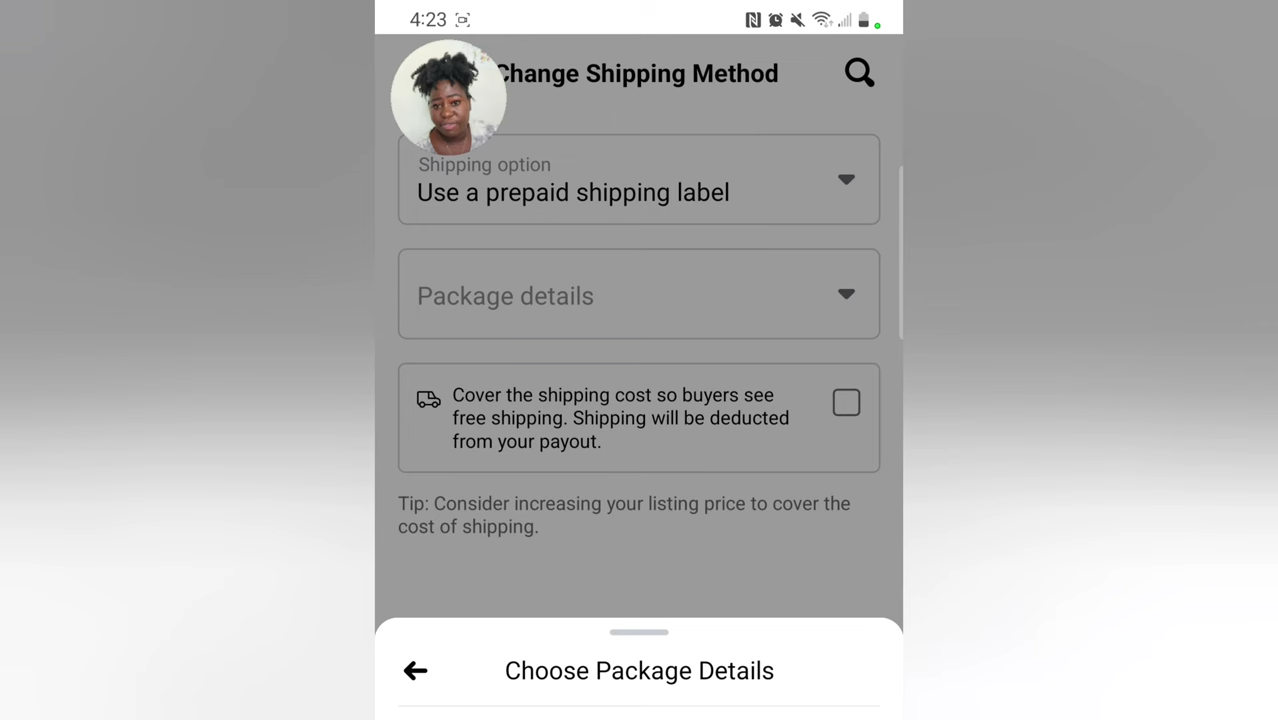 4:23
Change Shipping Method
Shipping option
Use a prepaid shipping label
Package details
Cover the shipping cost so buyers see
free shipping. Shipping will be deducted
from your payout.
Tip: Consider increasing your listing price to cover the
cost of shipping.
Choose Package Details